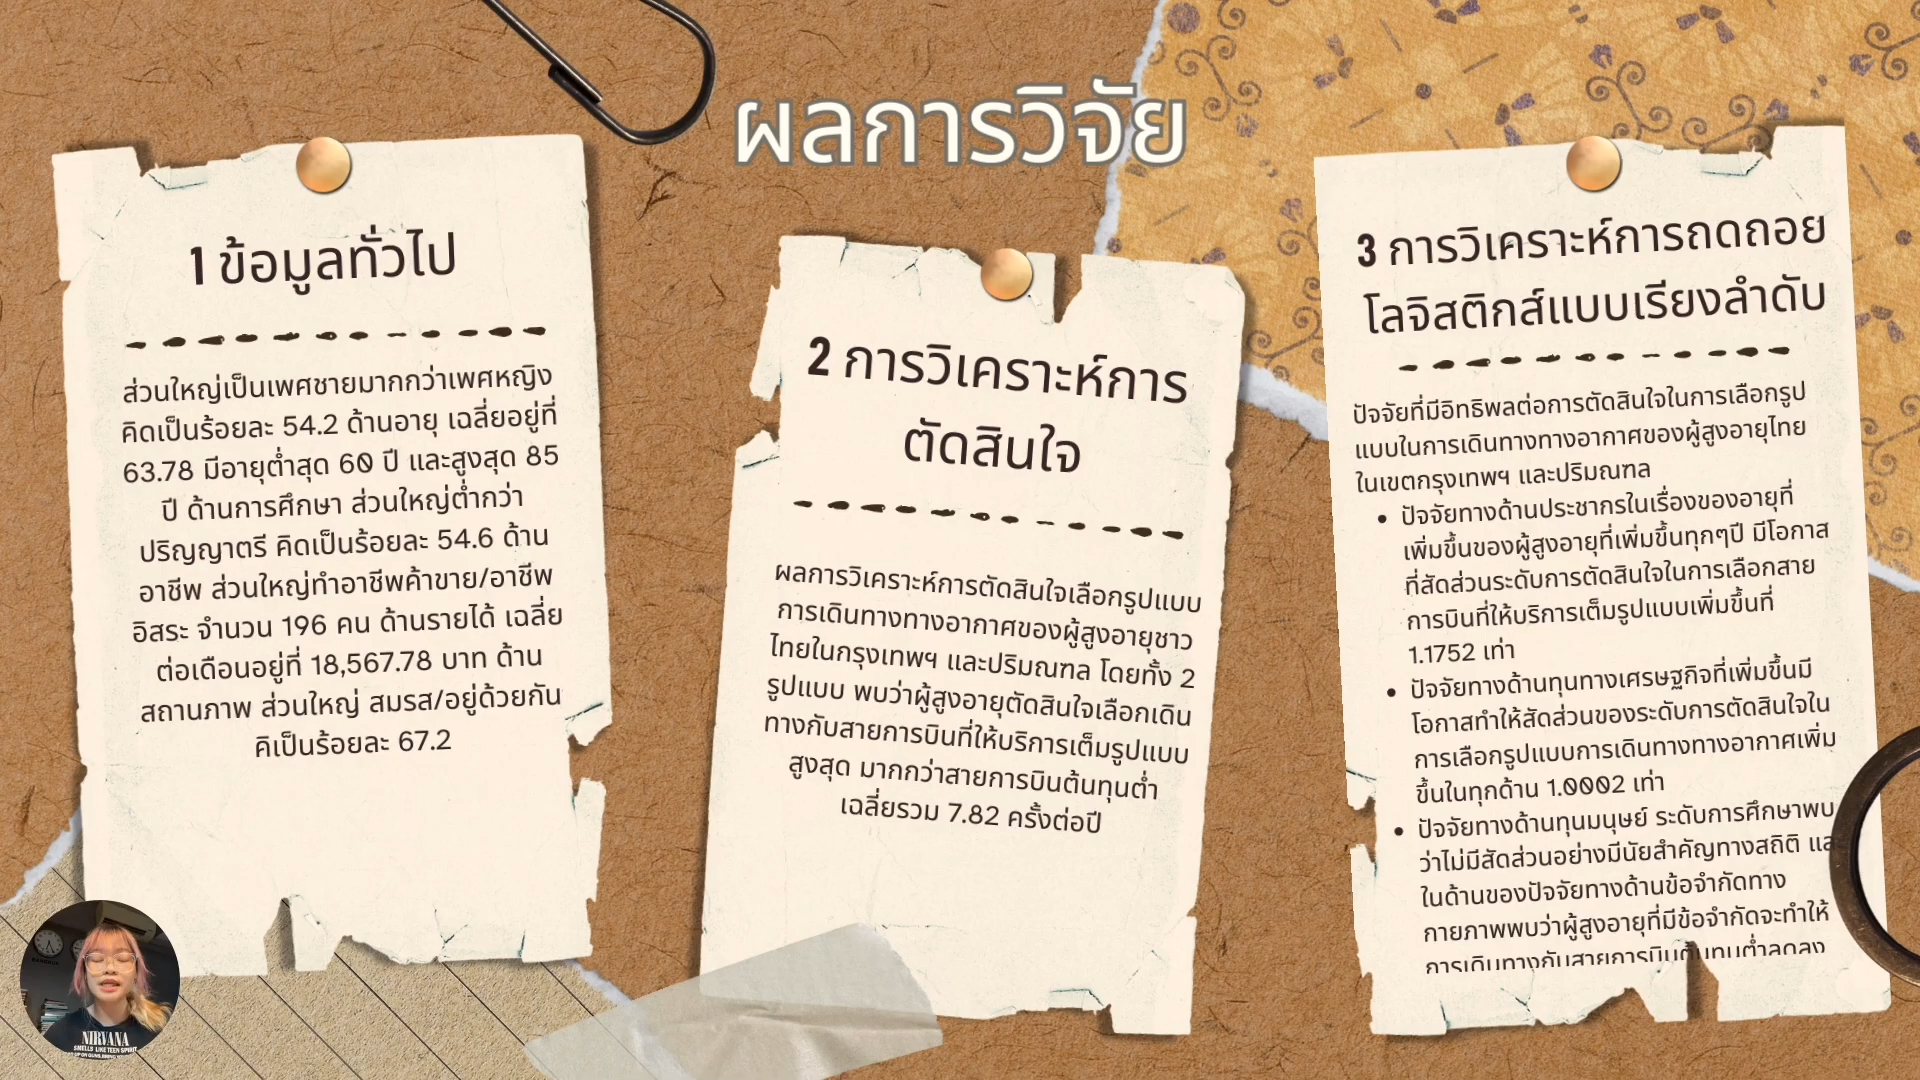 ผลการวิจัย
1 ข้อมูลทั่วไป
ส่วนใหญ่เป็นเพศชายมากกว่าเพศหญิง
คิดเป็นร้อยละ 54.2 ด้านอายุ เฉลี่ยอยู่ที่
63.78 มีอายุต่ำสุด 60 ปี และสูงสุด 85
ปี ด้านการศึกษา ส่วนใหญ่ต่ำกว่า
ปริญญาตรี คิดเป็นร้อยละ 54.6 ด้าน
อาชีพ ส่วนใหญ่ทำอาชีพค้าขาย/อาชีพ
อิสระ จำนวน 196 คน ด้านรายได้ เฉลี่ย
ต่อเดือนอยู่ที่ 18,567.78 บาท ด้าน
สถานภาพ ส่วนใหญ่ สมรส/อยู่ด้วยกัน
คิเป็นร้อยละ 67.2
2 การวิเคราะห์การ
ตัดสินใจ
ผลการวิเคราะห์การตัดสินใจเลือกรูปแบบ
การเดินทางทางอากาศของผู้สูงอายุชาว
ไทยในกรุงเทพฯ และปริมณฑล โดยทั้ง 2
รูปแบบ พบว่าผู้สูงอายุตัดสินใจเลือกเดิน
ทางกับสายการบินที่ให้บริการเต็มรูปแบบ
สูงสุด มากกว่าสายการบินต้นทุนต่ำ
เฉลี่ยรวม 7.82 ครั้งต่อปี
3 การวิเคราะห์การถดถอย
โลจิสติกส์แบบเรียงลำดับ
ปัจจัยที่มีอิทธิพลต่อการตัดสินใจในการเลือกรูป
แบบในการเดินทางทางอากาศของผู้สูงอายุไทย
ในเขตกรุงเทพฯ และปริมณฑล
• ปัจจัยทางด้านประชากรในเรื่องของอายุที่
เพิ่มขึ้นของผู้สูงอายุที่เพิ่มขึ้นทุกๆปี มีโอกาส
ที่สัดส่วนระดับการตัดสินใจในการเลือกสาย
การบินที่ให้บริการเต็มรูปแบบเพิ่มขึ้นที่
1.1752 เท่า
• ปัจจัยทางด้านทุนทางเศรษฐกิจที่เพิ่มขึ้นมี
โอกาสทำให้สัดส่วนของระดับการตัดสินใจใน
การเลือกรูปแบบการเดินทางทางอากาศเพิ่ม
ขึ้นในทุกด้าน 1.0002 เท่า
• ปัจจัยทางด้านทุนมนุษย์ ระดับการศึกษาพบ
ว่าไม่มีสัดส่วนอย่างมีนัยสำคัญทางสถิติ และ
ในด้านของปัจจัยทางด้านข้อจำกัดทาง
กายภาพพบว่าผู้สูงอายุที่มีข้อจำกัดจะทำให้
การเดินทางกับสายการบินต้นทุนต่ำลดลง
NIRVANA
SMELLS LIKE TEEN SPIRIT